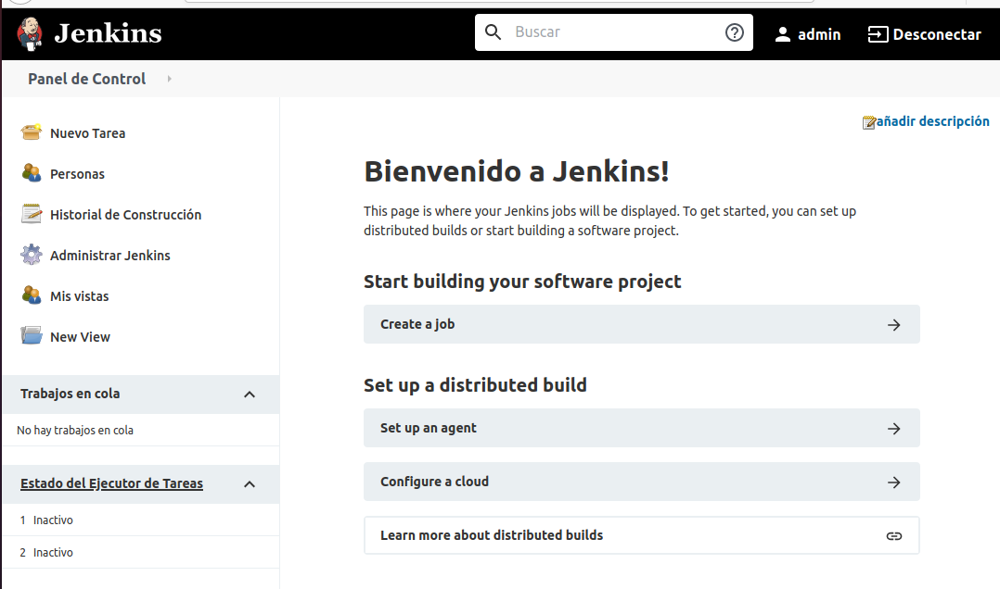 Jenkins
Buscar
admin
Desconectar
Panel de Control
añadir descripción
Nuevo Tarea
Personas
Historial de Construcción
Administrar Jenkins
Mis vistas
New View
Trabajos en cola
No hay trabajos en cola
Estado del Ejecutor de Tareas
1 Inactivo
2 Inactivo
Bienvenido a Jenkins!
This page is where your Jenkins jobs will be displayed. To get started, you can set up
distributed builds or start building a software project.
Start building your software project
Create a job
Set up a distributed build
Set up an agent
Configure a cloud
Learn more about distributed builds